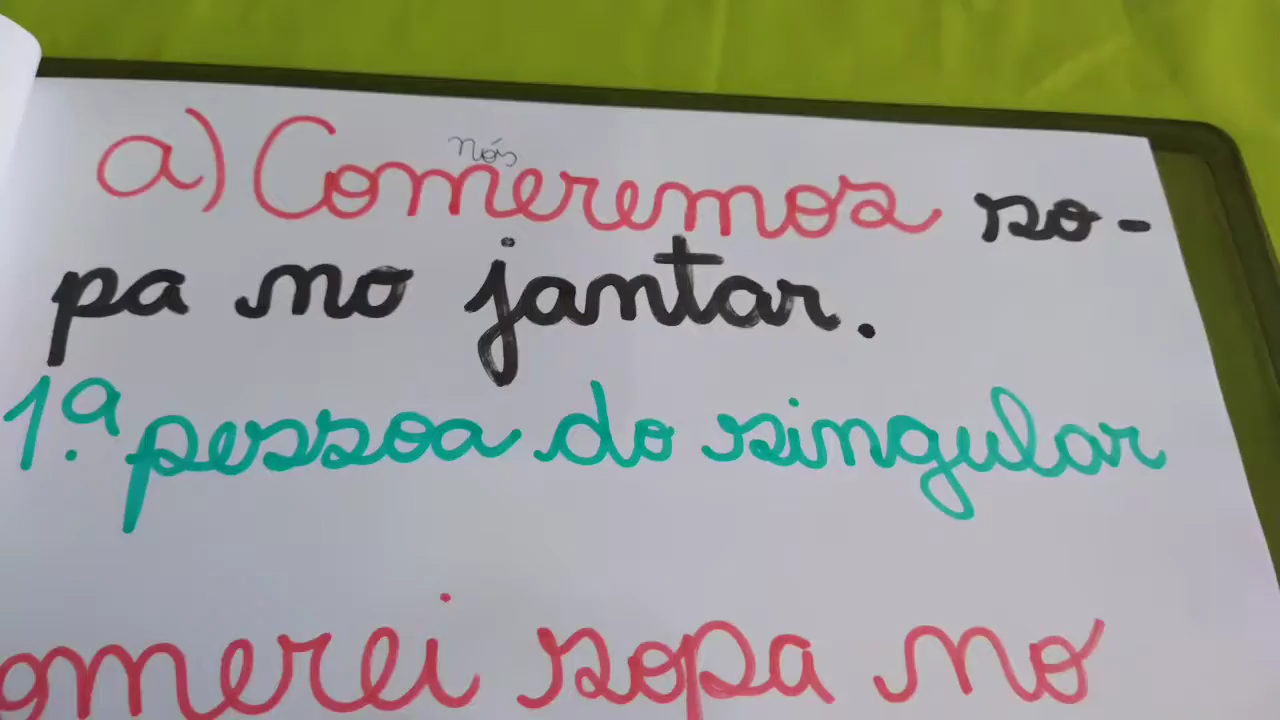 nós
a) Comeremos so-
pa no jantar.
1.ª pessoa do singular
omerei sopa no